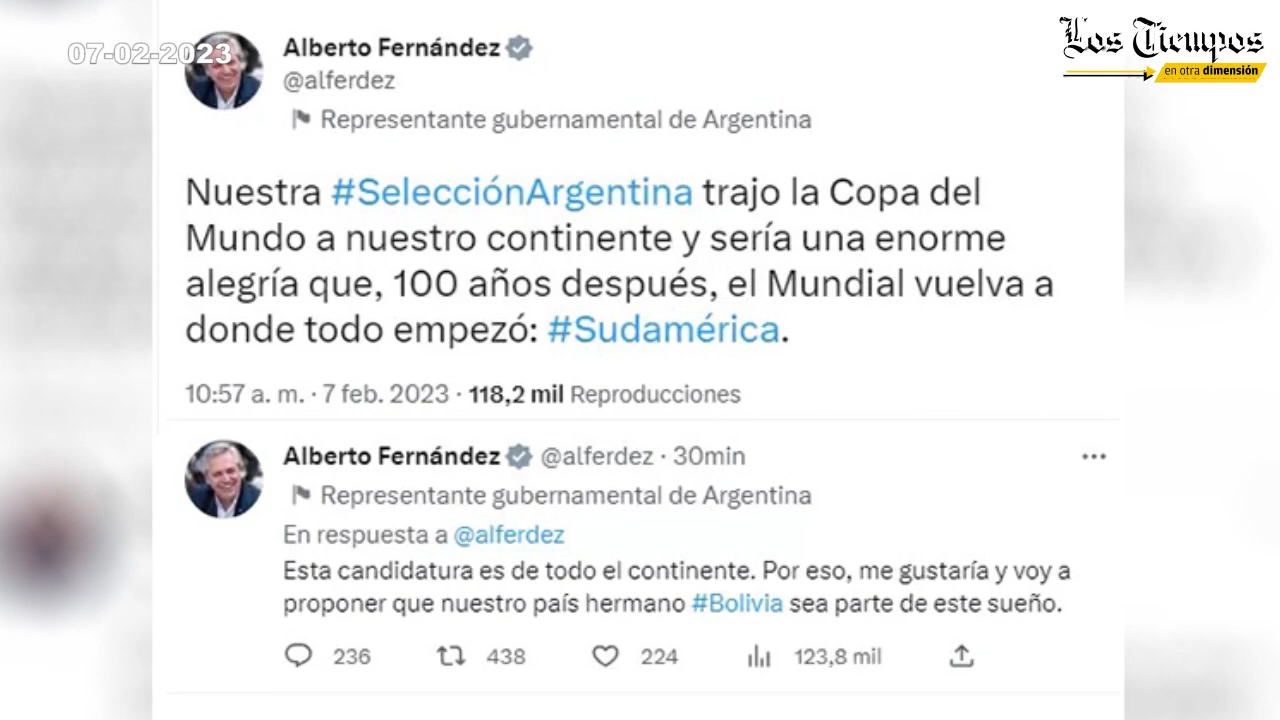 07-02-2023
Los Tiempos
en otra dimensión
Alberto Fernández
@alferdez
Representante gubernamental de Argentina
Nuestra #SelecciónArgentina trajo la Copa del
Mundo a nuestro continente y sería una enorme
alegría que, 100 años después, el Mundial vuelva a
donde todo empezó: #Sudamérica.
10:57 a. m. · 7 feb. 2023 · 118,2 mil Reproducciones
Alberto Fernández @alferdez · 30min
Representante gubernamental de Argentina
En respuesta a @alferdez
Esta candidatura es de todo el continente. Por eso, me gustaría y voy a
proponer que nuestro país hermano #Bolivia sea parte de este sueño.
236 438 224 123,8 mil